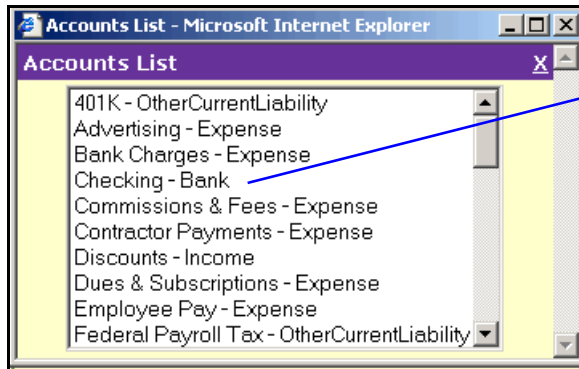 Accounts List - Microsoft Internet Explorer
Accounts List X
401K - OtherCurrentLiability
Advertising - Expense
Bank Charges - Expense
Checking - Bank
Commissions & Fees - Expense
Contractor Payments - Expense
Discounts - Income
Dues & Subscriptions - Expense
Employee Pay - Expense
Federal Payroll Tax - OtherCurrentLiability